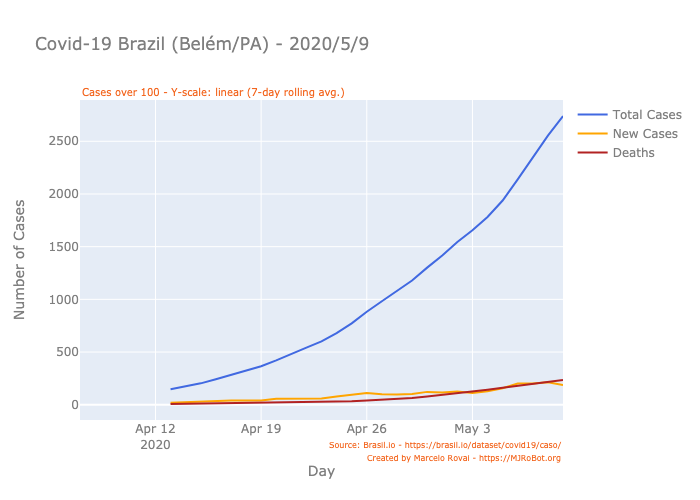 Covid-19 Brazil (Belém/PA) - 2020/5/9
Cases over 100 - Y-scale: linear (7-day rolling avg.)
Total Cases
New Cases
Deaths
Number of Cases
2500
2000
1500
1000
500
0
Apr 12
2020
Apr 19
Apr 26
May 3
Source: Brasil.io - https://brasil.io/dataset/covid19/caso/
Created by Marcelo Rovai - https://MJRoBot.org
Day